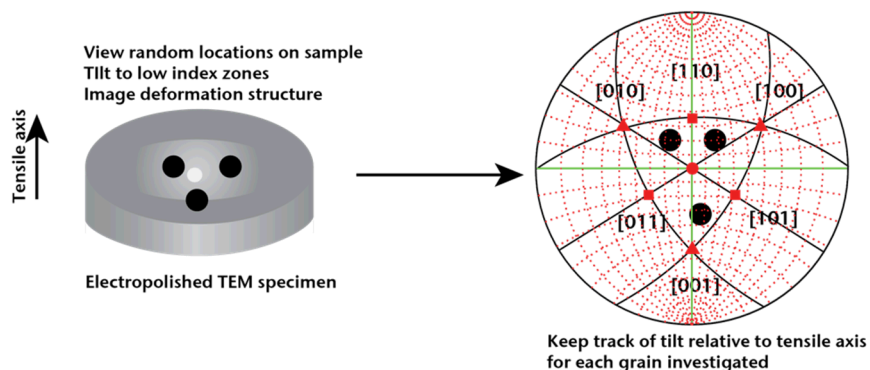 View random locations on sample
TIlt to low index zones
Image deformation structure
Tensile axis
Electropolished TEM specimen
[110]
[010]
[100]
[011]
[101]
[001]
Keep track of tilt relative to tensile axis
for each grain investigated